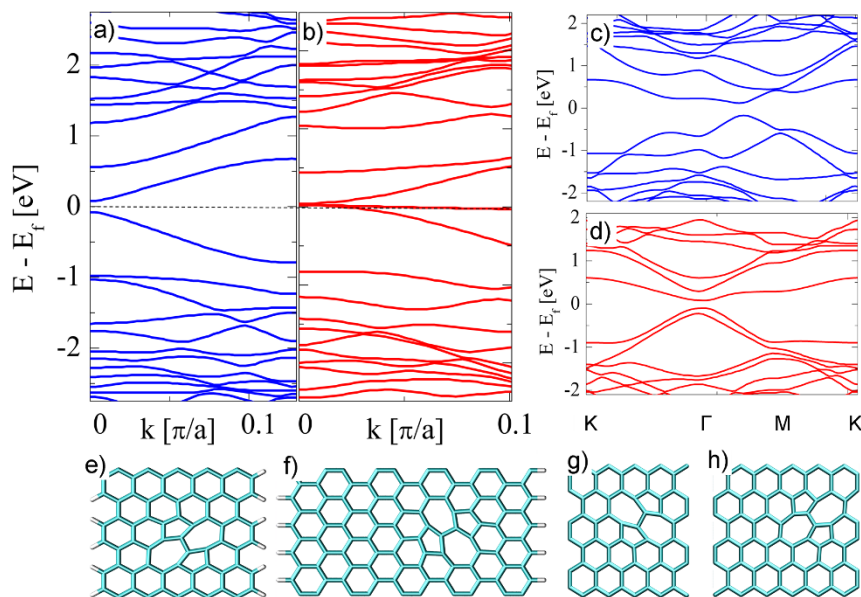 a)
b)
E - E_f [eV]
2
1
0
-1
-2
0
0.1
0
0.1
k [π/a]
k [π/a]
c)
E - E_f [eV]
2
1
0
-1
-2
d)
E - E_f [eV]
2
1
0
-1
-2
K Γ M K
e)
f)
g)
h)